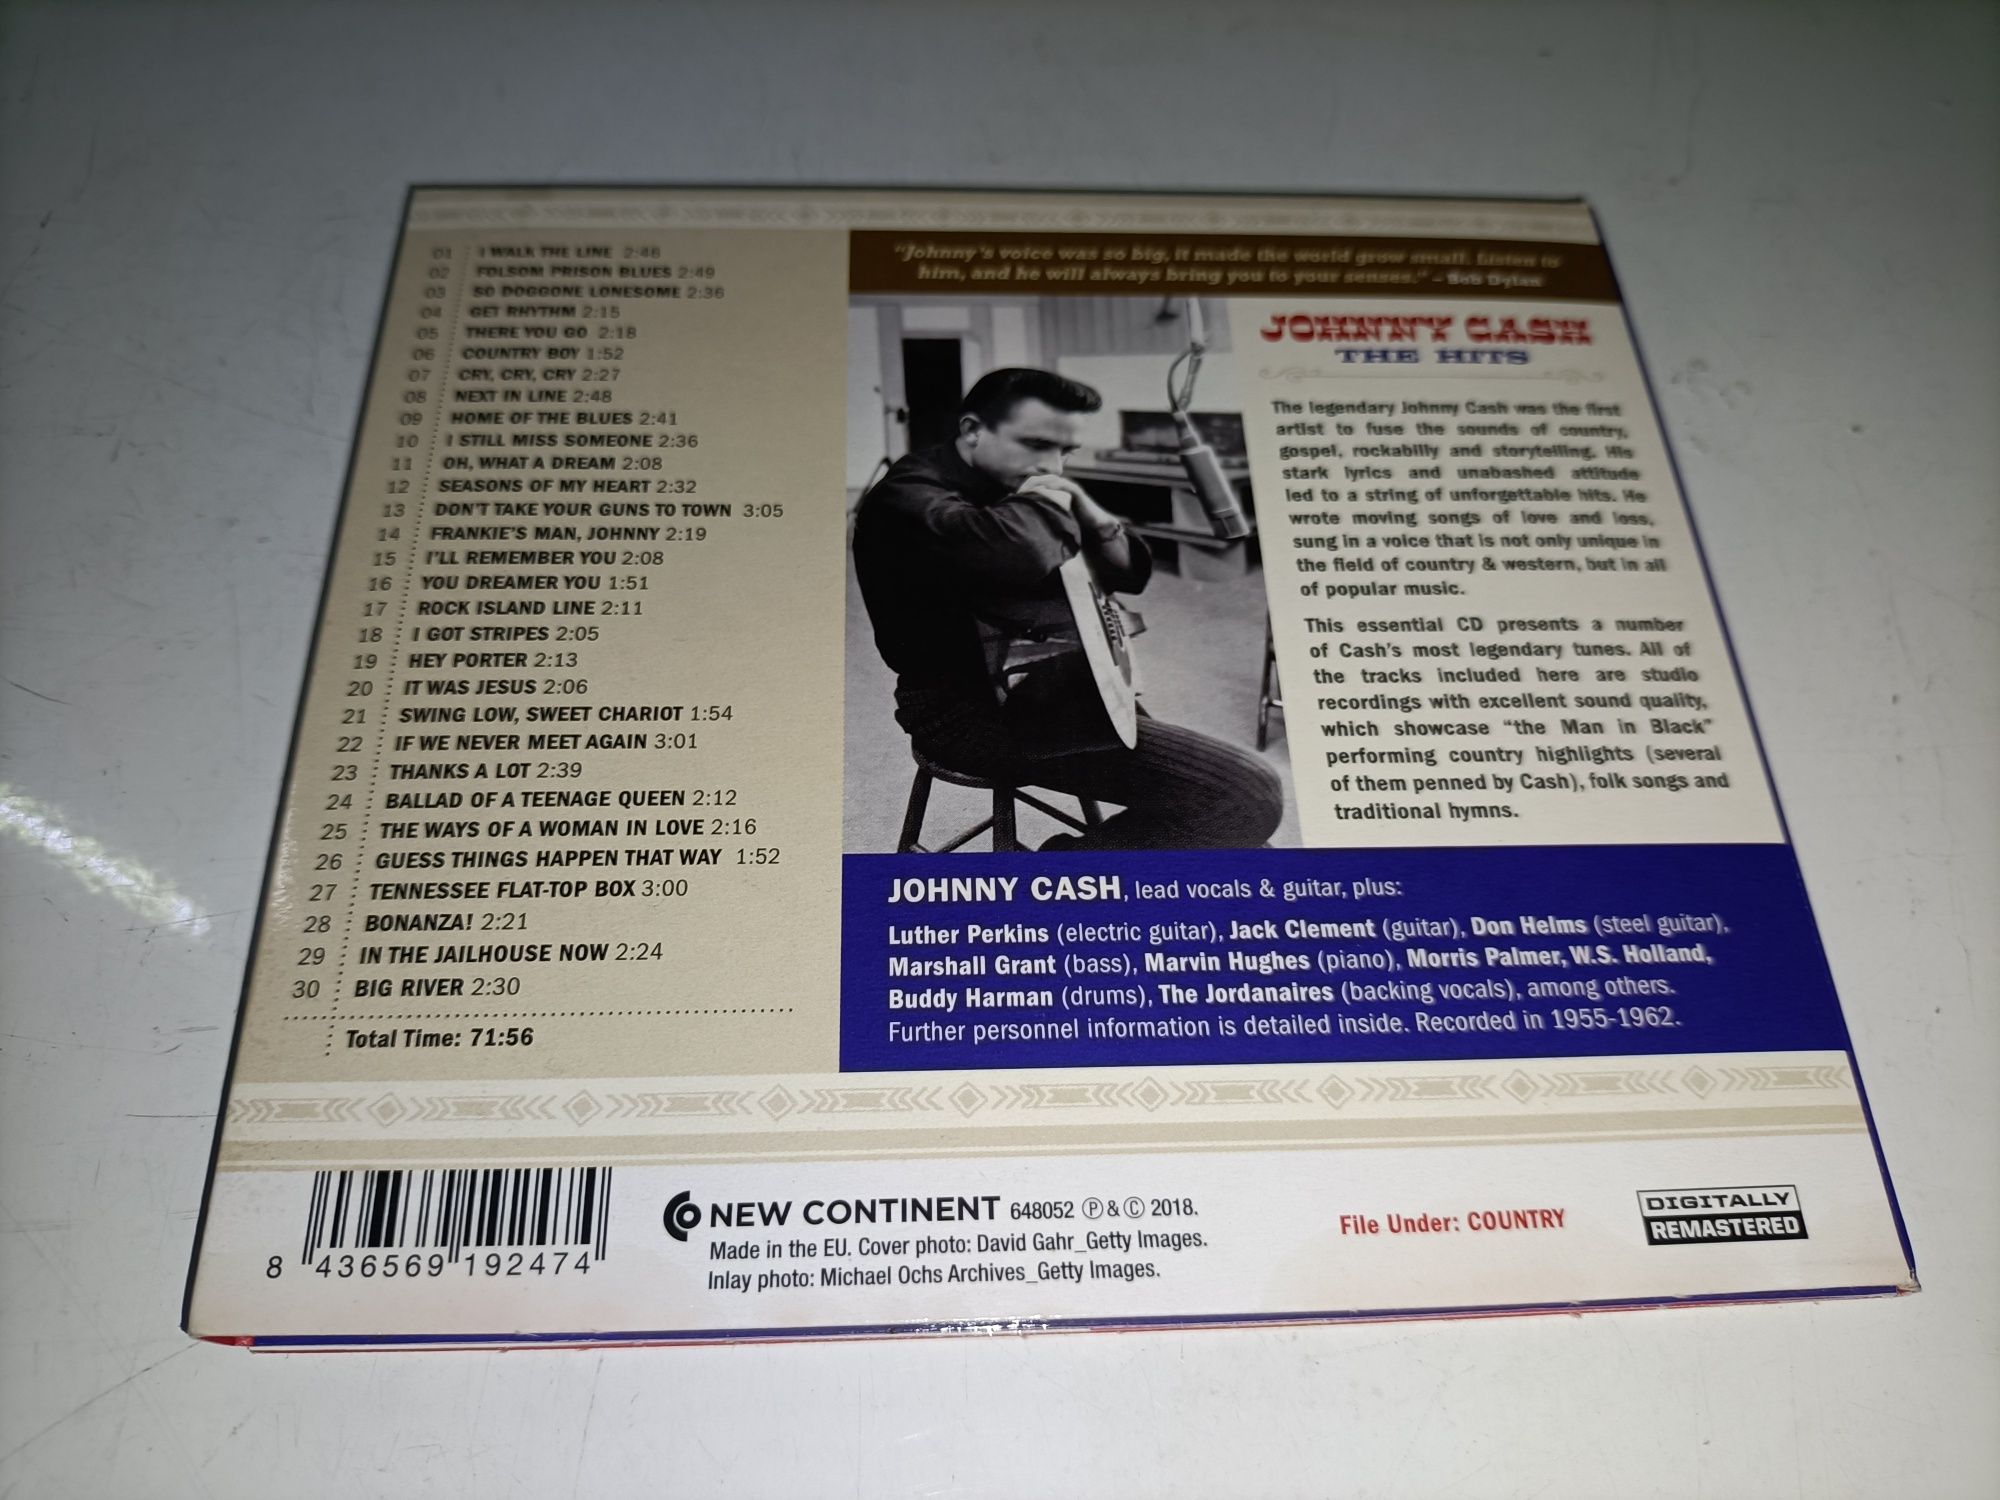 01 I WALK THE LINE 2:46
02 FOLSOM PRISON BLUES 2:49
03 SO DOGGONE LONESOME 2:36
04 GET RHYTHM 2:15
05 THERE YOU GO 2:18
06 COUNTRY BOY 1:52
07 CRY, CRY, CRY 2:27
08 NEXT IN LINE 2:48
09 HOME OF THE BLUES 2:41
10 I STILL MISS SOMEONE 2:36
11 OH, WHAT A DREAM 2:08
12 SEASONS OF MY HEART 2:32
13 DON'T TAKE YOUR GUNS TO TOWN 3:05
14 FRANKIE'S MAN, JOHNNY 2:19
15 I'LL REMEMBER YOU 2:08
16 YOU DREAMER YOU 1:51
17 ROCK ISLAND LINE 2:11
18 I GOT STRIPES 2:05
19 HEY PORTER 2:13
20 IT WAS JESUS 2:06
21 SWING LOW, SWEET CHARIOT 1:54
22 IF WE NEVER MEET AGAIN 3:01
23 THANKS A LOT 2:39
24 BALLAD OF A TEENAGE QUEEN 2:12
25 THE WAYS OF A WOMAN IN LOVE 2:16
26 GUESS THINGS HAPPEN THAT WAY 1:52
27 TENNESSEE FLAT-TOP BOX 3:00
28 BONANZA! 2:21
29 IN THE JAILHOUSE NOW 2:24
30 BIG RIVER 2:30
Total Time: 71:56
"Johnny's voice was so big, it made the world grow small. Listen to
him, and he will always bring you to your senses." – Bob Dylan
JOHNNY CASH
THE HITS
The legendary Johnny Cash was the first
artist to fuse the sounds of country,
gospel, rockabilly and storytelling. His
stark lyrics and unabashed attitude
led to a string of unforgettable hits. He
wrote moving songs of love and loss,
sung in a voice that is not only unique in
the field of country & western, but in all
of popular music.
This essential CD presents a number
of Cash's most legendary tunes. All of
the tracks included here are studio
recordings with excellent sound quality,
which showcase "the Man in Black"
performing country highlights (several
of them penned by Cash), folk songs and
traditional hymns.
JOHNNY CASH, lead vocals & guitar, plus:
Luther Perkins (electric guitar), Jack Clement (guitar), Don Helms (steel guitar),
Marshall Grant (bass), Marvin Hughes (piano), Morris Palmer, W.S. Holland,
Buddy Harman (drums), The Jordanaires (backing vocals), among others.
Further personnel information is detailed inside. Recorded in 1955-1962.
8 436569 192474
NEW CONTINENT 648052 Ⓟ & Ⓒ 2018.
Made in the EU. Cover photo: David Gahr_Getty Images.
Inlay photo: Michael Ochs Archives_Getty Images.
File Under: COUNTRY
DIGITALLY
REMASTERED